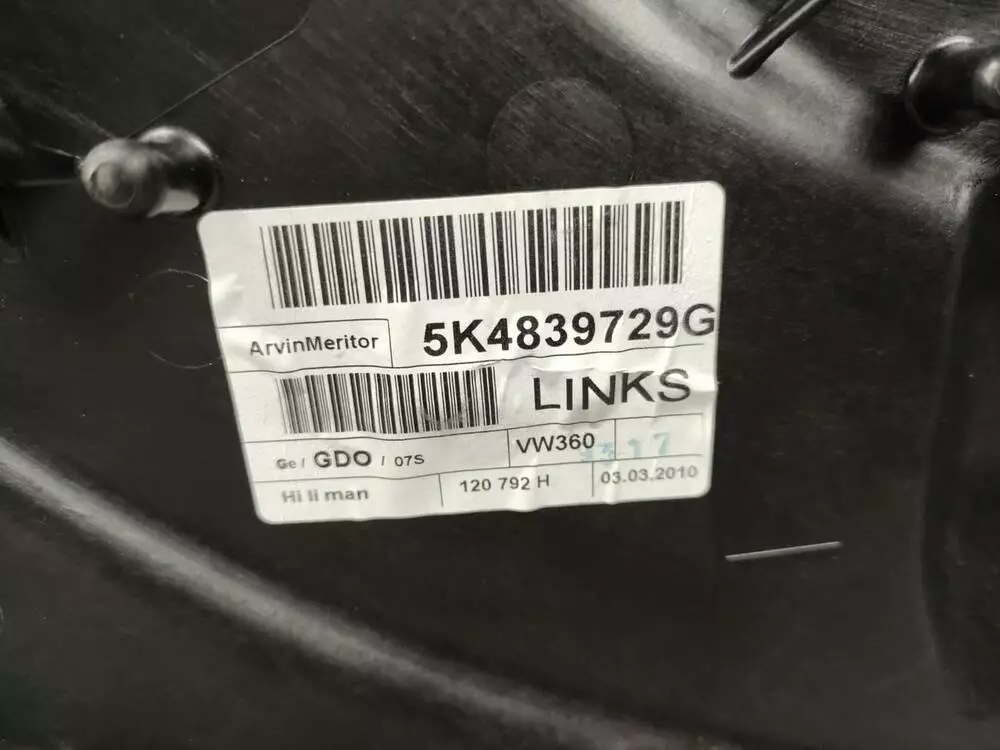 ArvinMeritor
5K4839729G
LINKS
Ge / GDO / 07S
VW360
Hi li man
120 792 H
03.03.2010